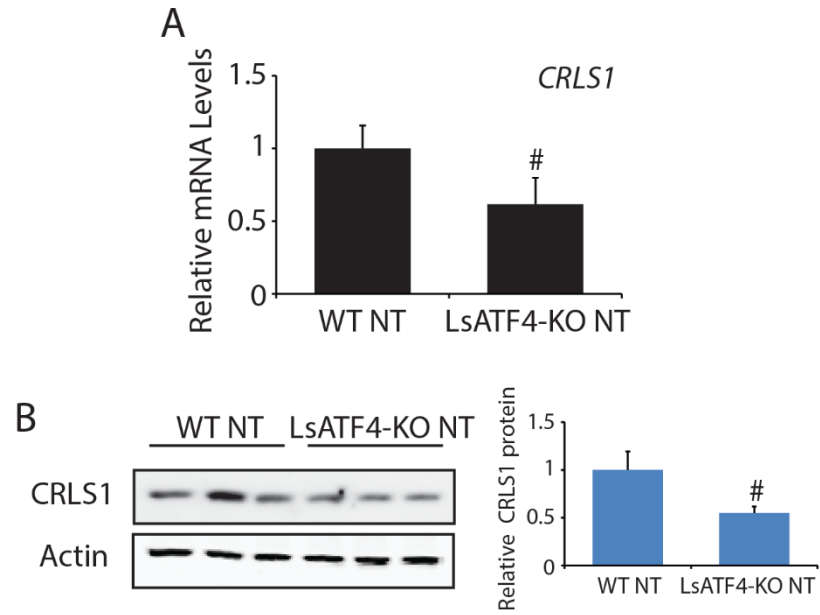 A
Relative mRNA Levels
1.5
1
0.5
0
CRLS1
#
WT NT
LsATF4-KO NT
B
WT NT
LsATF4-KO NT
CRLS1
Actin
Relative CRLS1 protein
1.5
1
0.5
0
#
WT NT
LsATF4-KO NT